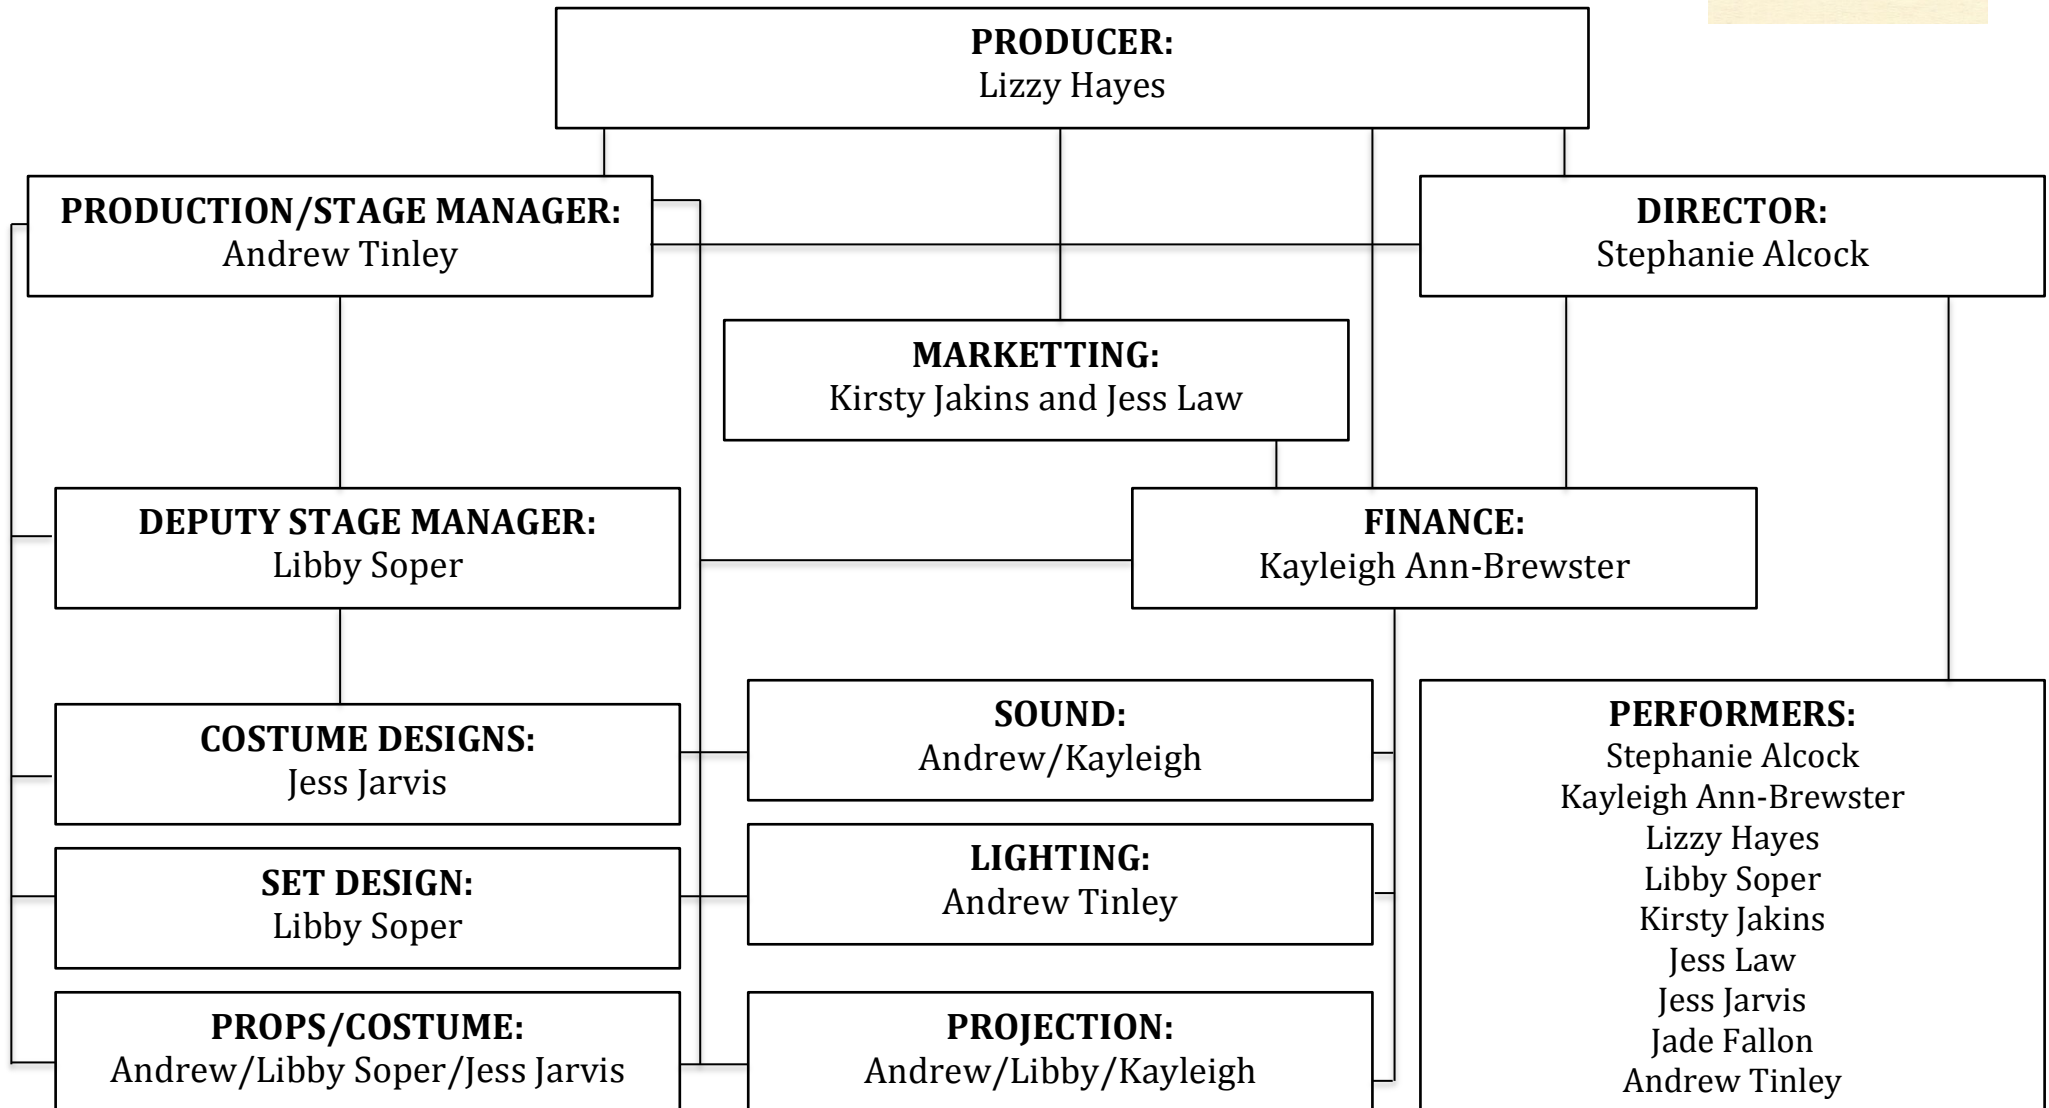 PRODUCER:
Lizzy Hayes
PRODUCTION/STAGE MANAGER:
Andrew Tinley
DIRECTOR:
Stephanie Alcock
MARKETTING:
Kirsty Jakins and Jess Law
DEPUTY STAGE MANAGER:
Libby Soper
FINANCE:
Kayleigh Ann-Brewster
COSTUME DESIGNS:
Jess Jarvis
SOUND:
Andrew/Kayleigh
SET DESIGN:
Libby Soper
LIGHTING:
Andrew Tinley
PROPS/COSTUME:
Andrew/Libby Soper/Jess Jarvis
PROJECTION:
Andrew/Libby/Kayleigh
PERFORMERS:
Stephanie Alcock
Kayleigh Ann-Brewster
Lizzy Hayes
Libby Soper
Kirsty Jakins
Jess Law
Jess Jarvis
Jade Fallon
Andrew Tinley